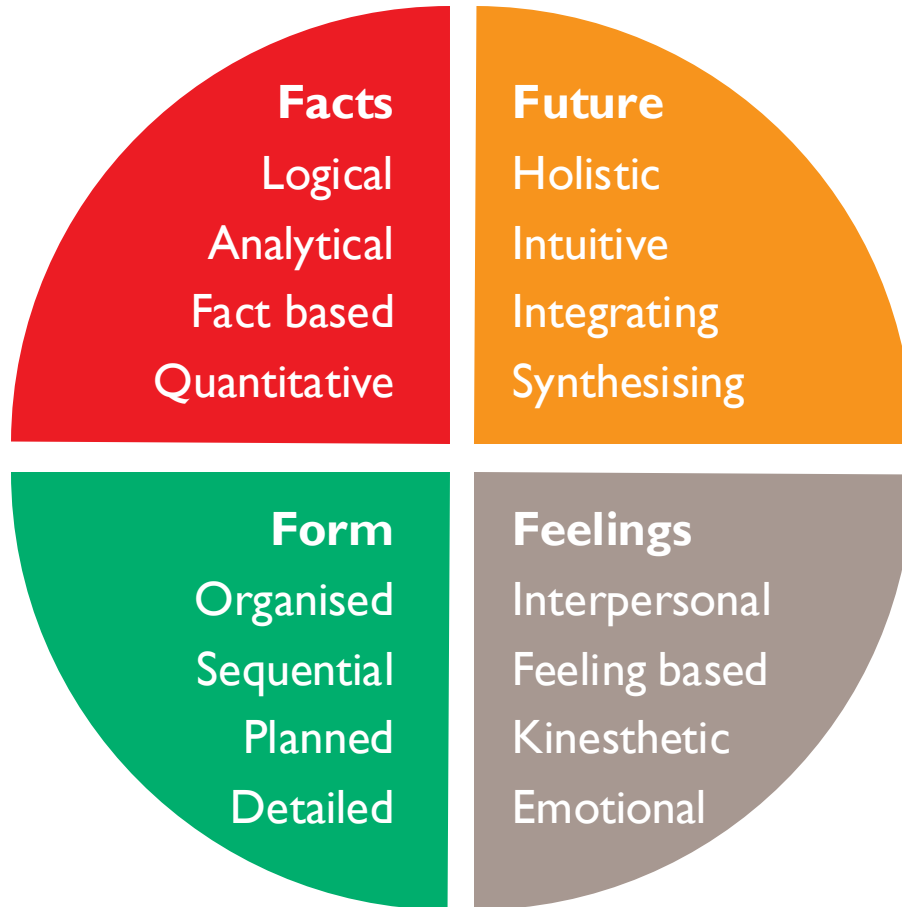 Facts
Logical
Analytical
Fact based
Quantitative
Future
Holistic
Intuitive
Integrating
Synthesising
Form
Organised
Sequential
Planned
Detailed
Feelings
Interpersonal
Feeling based
Kinesthetic
Emotional